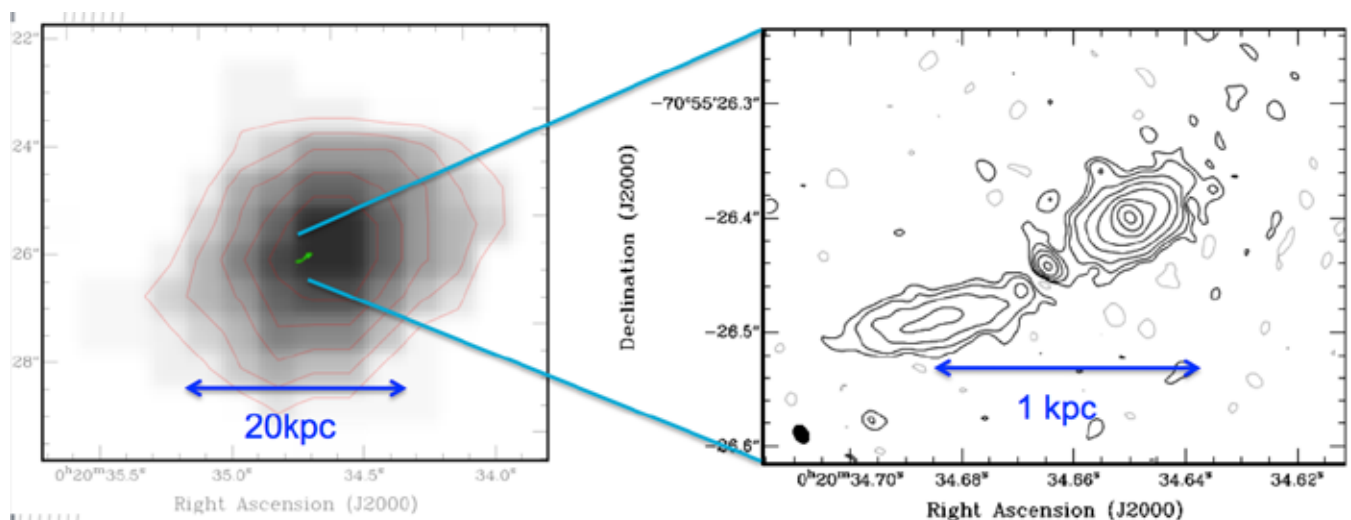 22"
24"
26"
28"
20kpc
0ʰ20ᵐ35.5ˢ 35.0ˢ 34.5ˢ 34.0ˢ
Right Ascension (J2000)
Declination (J2000)
-70°55'26.3"
-26.4"
-26.5"
-26.6"
1 kpc
0ʰ20ᵐ34.70ˢ 34.68ˢ 34.66ˢ 34.64ˢ 34.62ˢ
Right Ascension (J2000)